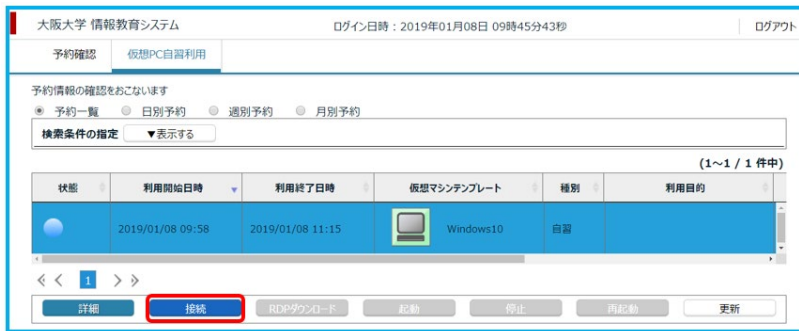 大阪大学 情報教育システム ログイン日時：2019年01月08日 09時45分43秒 ログアウト
予約確認 仮想PC自習利用
予約情報の確認をおこないます
予約一覧 日別予約 週別予約 月別予約
検索条件の指定 ▼表示する
(1～1 / 1 件中)
状態 利用開始日時 利用終了日時 仮想マシンテンプレート 種別 利用目的
2019/01/08 09:58 2019/01/08 11:15 Windows10 自習
1
詳細 接続 RDPダウンロード 起動 停止 再起動 更新